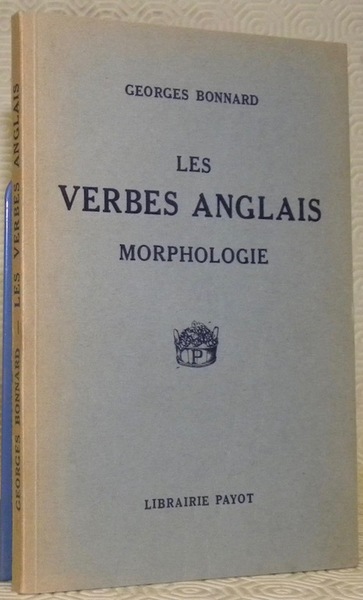 GEORGES BONNARD
LES
VERBES ANGLAIS
MORPHOLOGIE
P
LIBRAIRIE PAYOT
GEORGES BONNARD — LES VERBES ANGLAIS